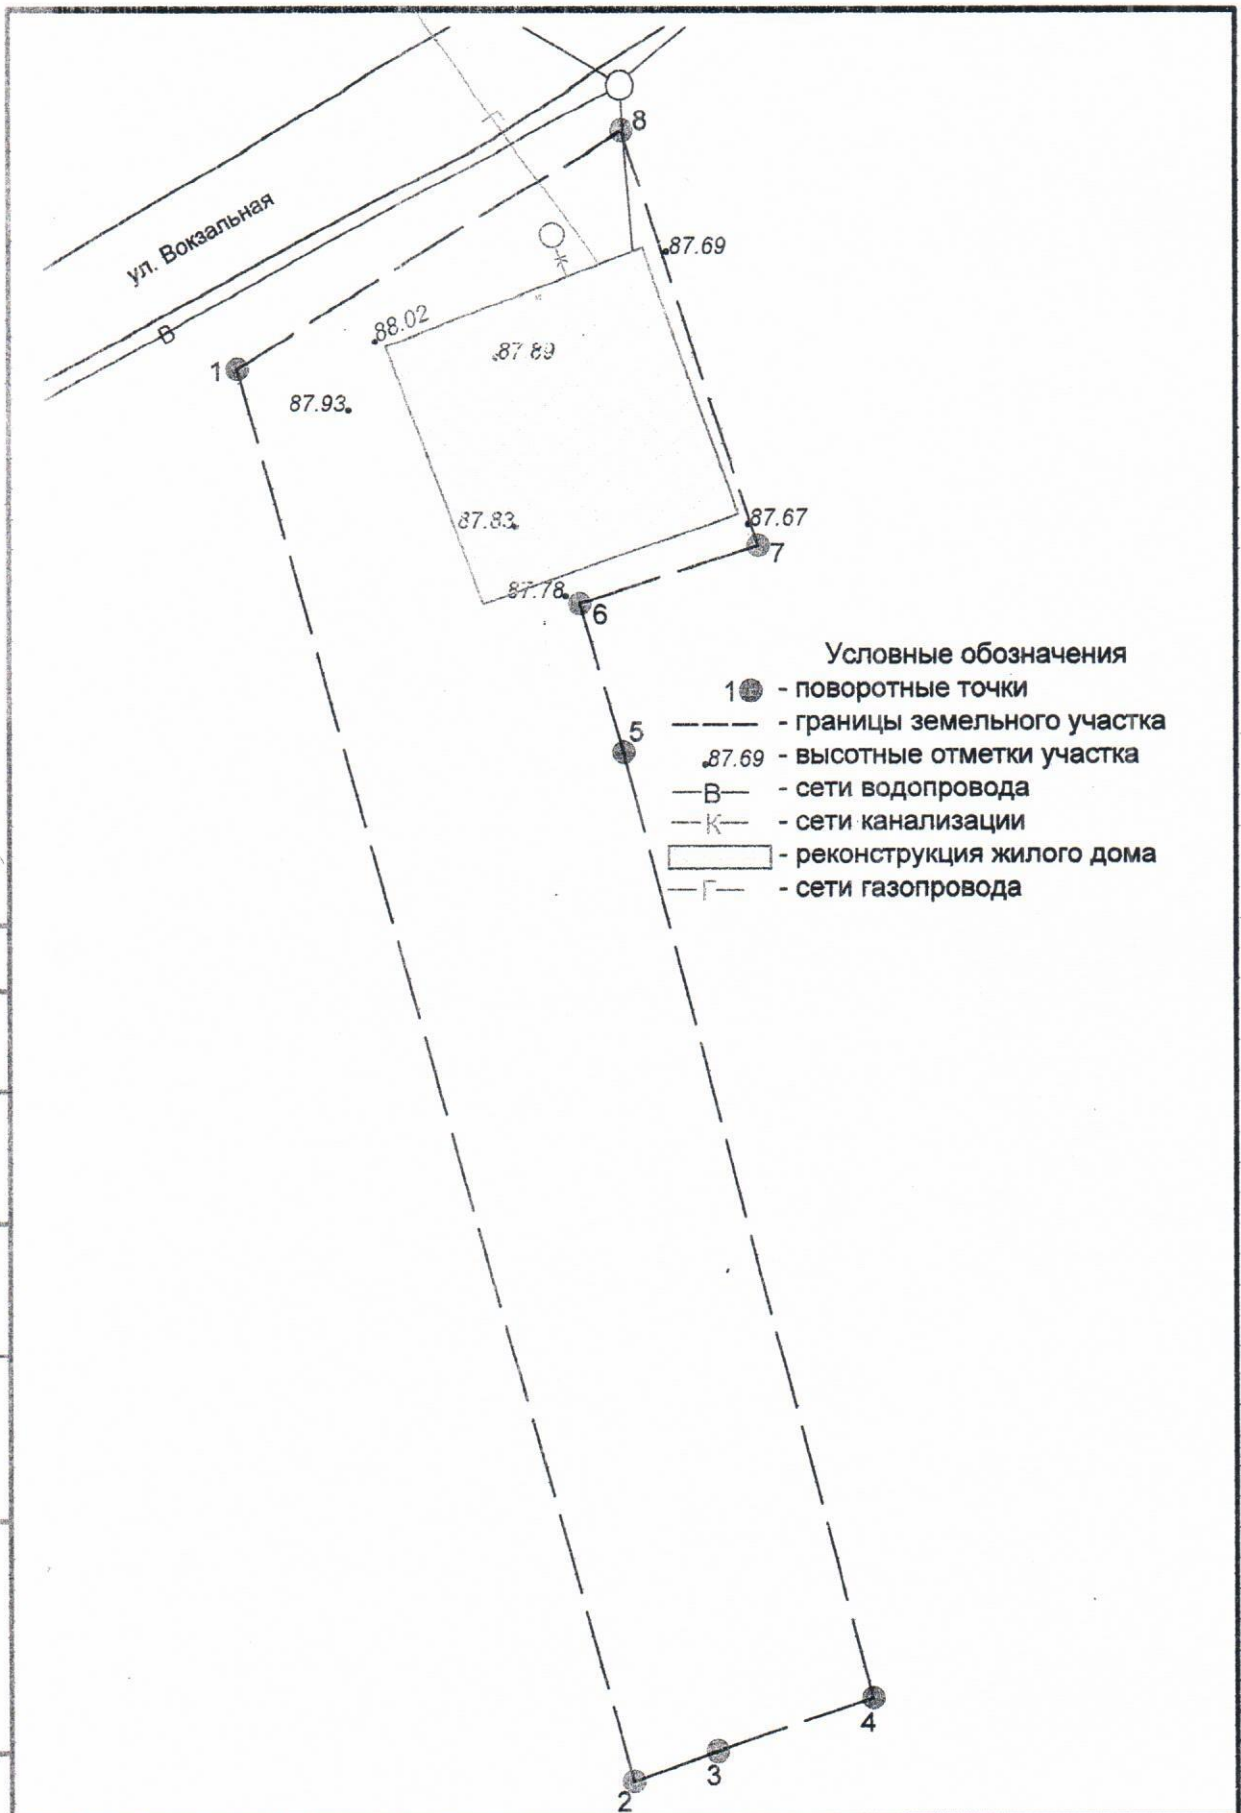 8
Г
ул. Вокзальная
К
87.69
88.02
В
87.89
1
87.93
87.83
87.67
7
87.78
6
Условные обозначения
1 - поворотные точки
- границы земельного участка
5
87.69 - высотные отметки участка
В - сети водопровода
К - сети канализации
- реконструкция жилого дома
Г - сети газопровода
4
3
2